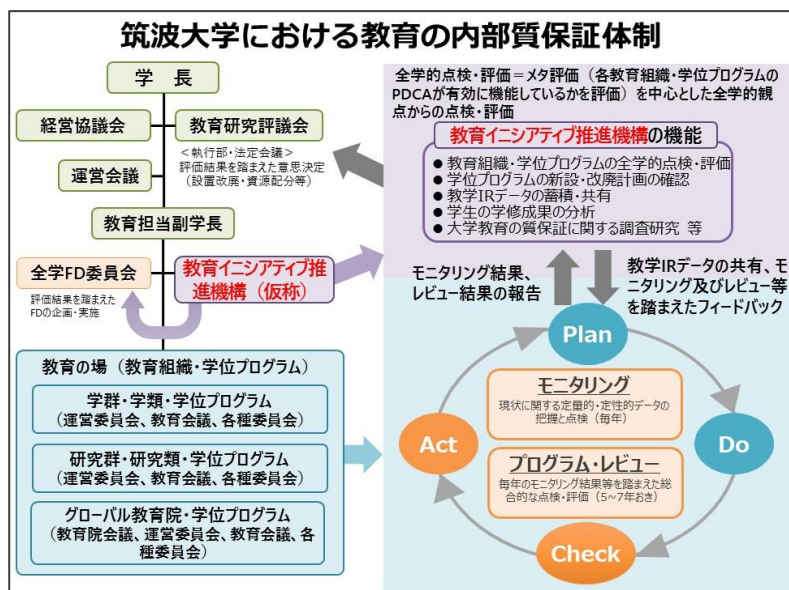 筑波大学における教育の内部質保証体制
学　長
経営協議会
教育研究評議会
＜執行部・法定会議＞
評価結果を踏まえた意思決定
（設置改廃・資源配分等）
運営会議
教育担当副学長
全学FD委員会
評価結果を踏まえた
FDの企画・実施
教育イニシアティブ推
進機構（仮称）
教育の場（教育組織・学位プログラム）
学群・学類・学位プログラム
（運営委員会、教育会議、各種委員会）
研究群・研究類・学位プログラム
（運営委員会、教育会議、各種委員会）
グローバル教育院・学位プログラム
（教育院会議、運営委員会、教育会議、各
種委員会）
全学的点検・評価＝メタ評価（各教育組織・学位プログラムの
PDCAが有効に機能しているかを評価）を中心とした全学的観
点からの点検・評価
教育イニシアティブ推進機構の機能
● 教育組織・学位プログラムの全学的点検・評価
● 学位プログラムの新設・改廃計画の確認
● 教学IRデータの蓄積・共有
● 学生の学修成果の分析
● 大学教育の質保証に関する調査研究 等
モニタリング結果、
レビュー結果の報告
教学IRデータの共有、モ
ニタリング及びレビュー等
を踏まえたフィードバック
Plan
モニタリング
現状に関する定量的・定性的データの
把握と点検（毎年）
Act
Do
プログラム・レビュー
毎年のモニタリング結果等を踏まえた総
合的な点検・評価（5~7年おき）
Check